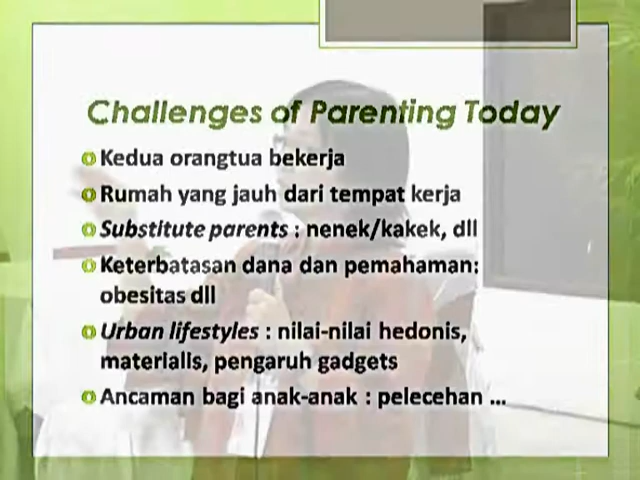 Challenges of Parenting Today
Kedua orangtua bekerja
Rumah yang jauh dari tempat kerja
Substitute parents : nenek/kakek, dll
Keterbatasan dana dan pemahaman:
obesitas dll
Urban lifestyles : nilai-nilai hedonis,
materialis, pengaruh gadgets
Ancaman bagi anak-anak : pelecehan ...